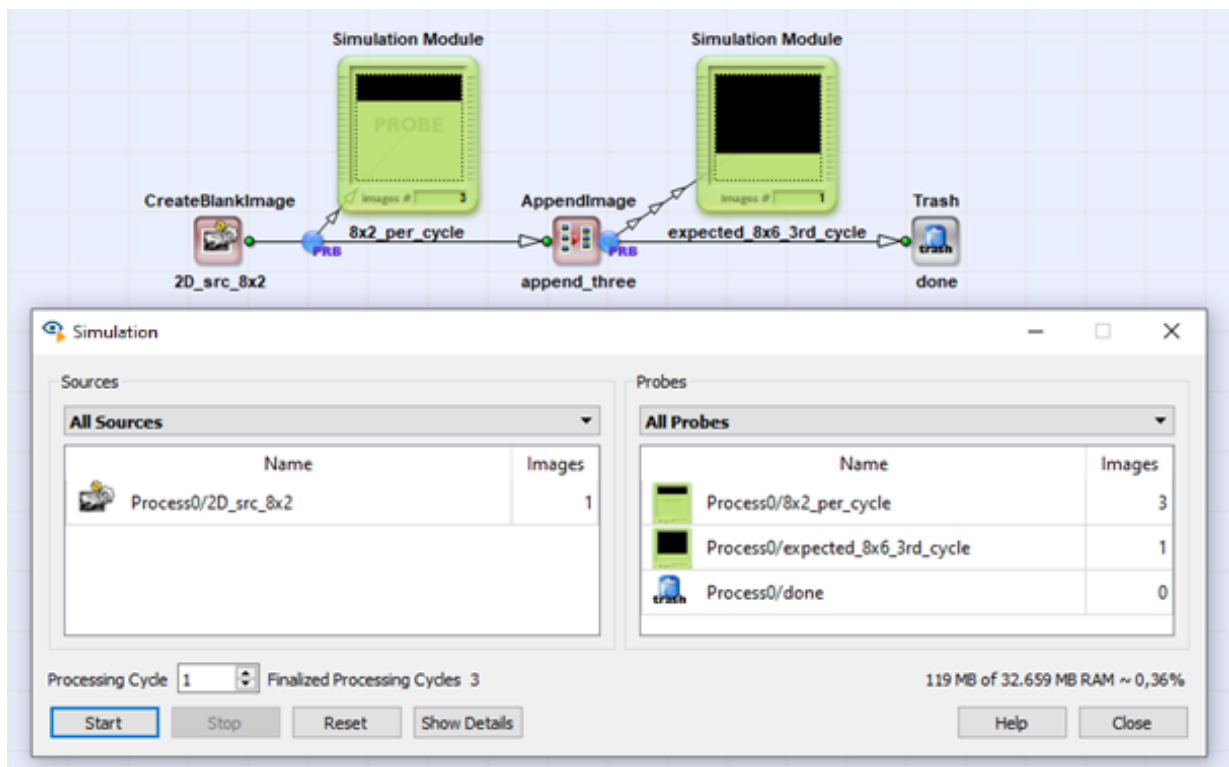 Simulation Module
Simulation Module
PROBE
images # 3
images # 1
CreateBlankImage
AppendImage
Trash
8x2_per_cycle
expected_8x6_3rd_cycle
PRB
PRB
trash
2D_src_8x2
append_three
done
Simulation
Sources
Probes
All Sources
All Probes
Name Images
Name Images
Process0/2D_src_8x2 1
Process0/8x2_per_cycle 3
Process0/expected_8x6_3rd_cycle 1
trash Process0/done 0
Processing Cycle 1 Finalized Processing Cycles 3
119 MB of 32.659 MB RAM ~ 0,36%
Start Stop Reset Show Details
Help Close